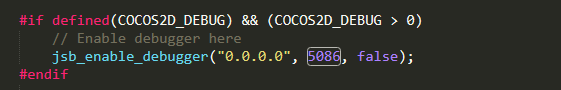 #if defined(COCOS2D_DEBUG) && (COCOS2D_DEBUG > 0)
    // Enable debugger here
    jsb_enable_debugger("0.0.0.0", 5086, false);
#endif